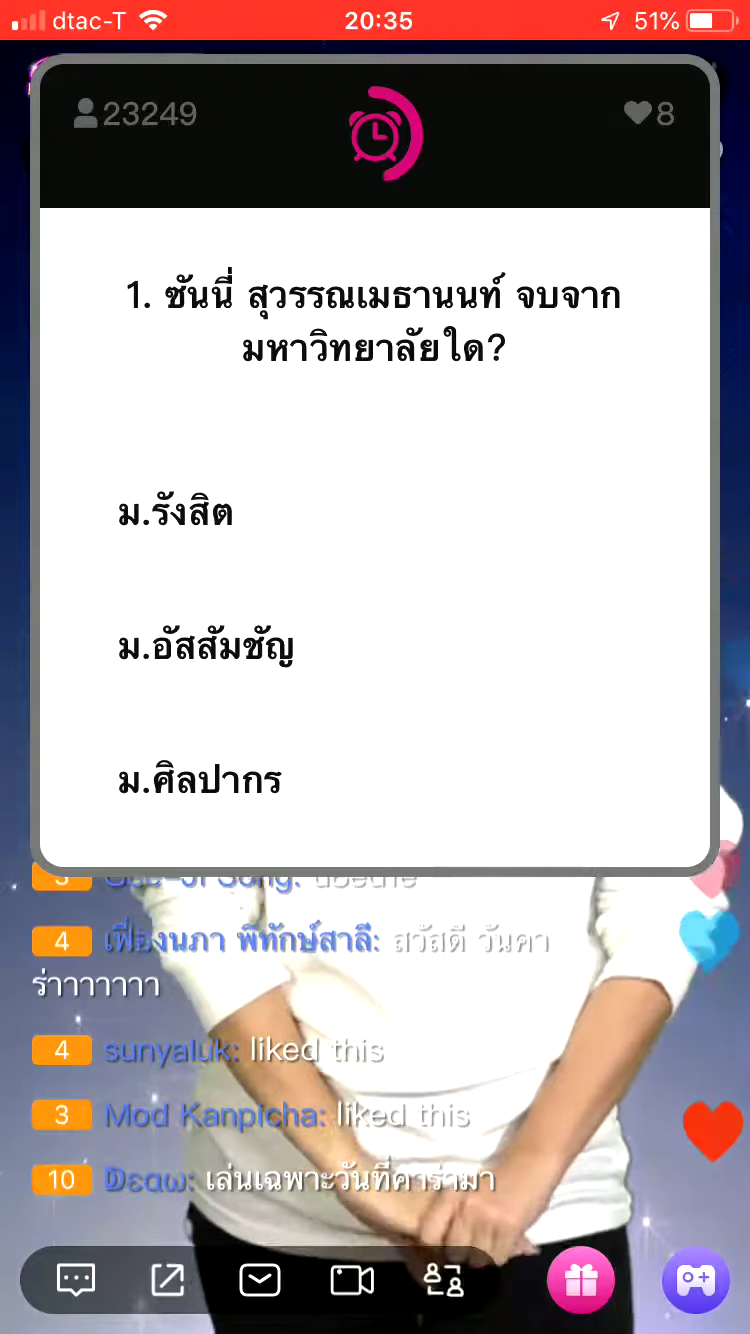 dtac-T 20:35 51%
23249 8
1. ซันนี่ สุวรรณเมธานนท์ จบจาก
มหาวิทยาลัยใด?
ม.รังสิต
ม.อัสสัมชัญ
ม.ศิลปากร
4 เฟื่องนภา พิทักษ์สาลี: สวัสดี วันคา
ร่าาาาาาา
4 sunyaluk: liked this
3 Mod Kanpicha: liked this
10 Deaw: เล่นเฉพาะวันที่คาร่ามา